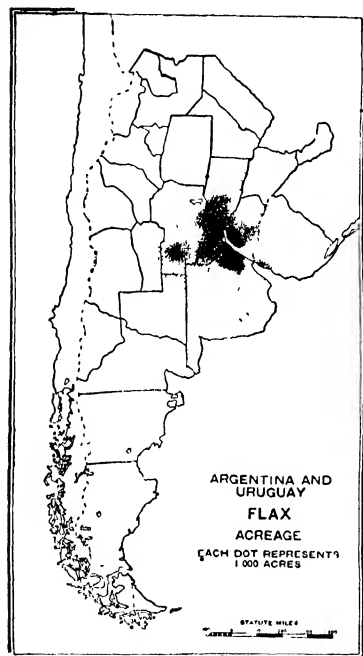 ARGENTINA AND
URUGUAY
FLAX
ACREAGE
EACH DOT REPRESENTS
1 000 ACRES
STATUTE MILES